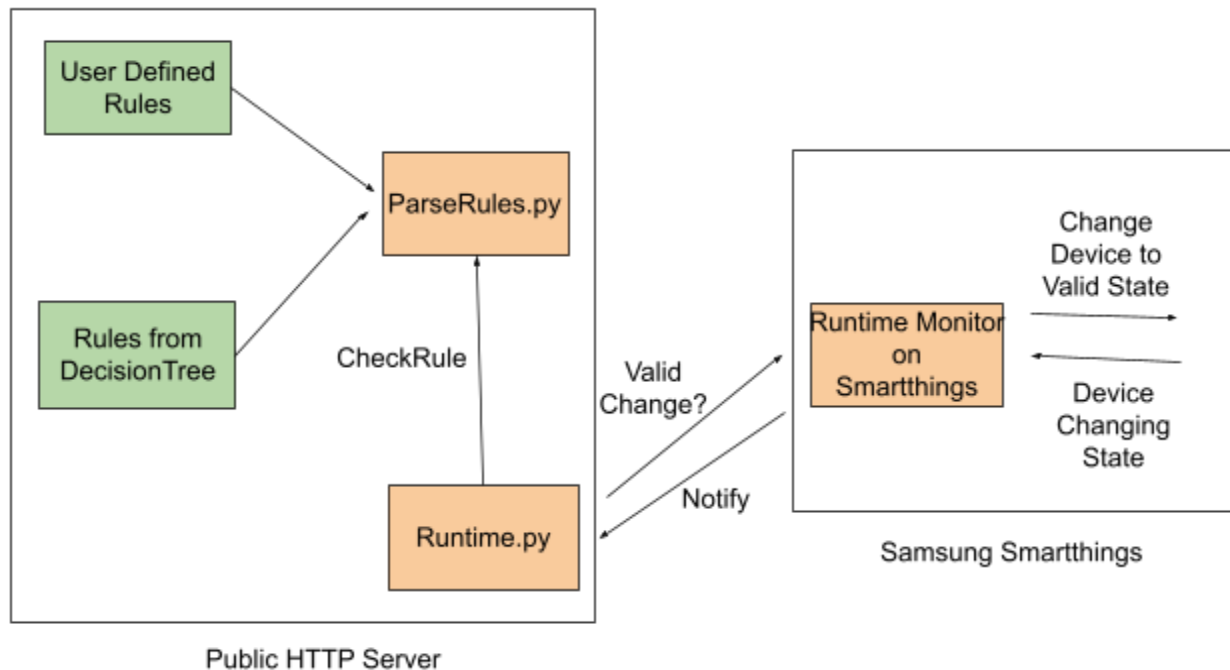 User Defined
Rules
ParseRules.py
Rules from
DecisionTree
CheckRule
Runtime.py
Valid
Change?
Notify
Runtime Monitor
on
Smartthings
Change
Device to
Valid State
Device
Changing
State
Samsung Smartthings
Public HTTP Server